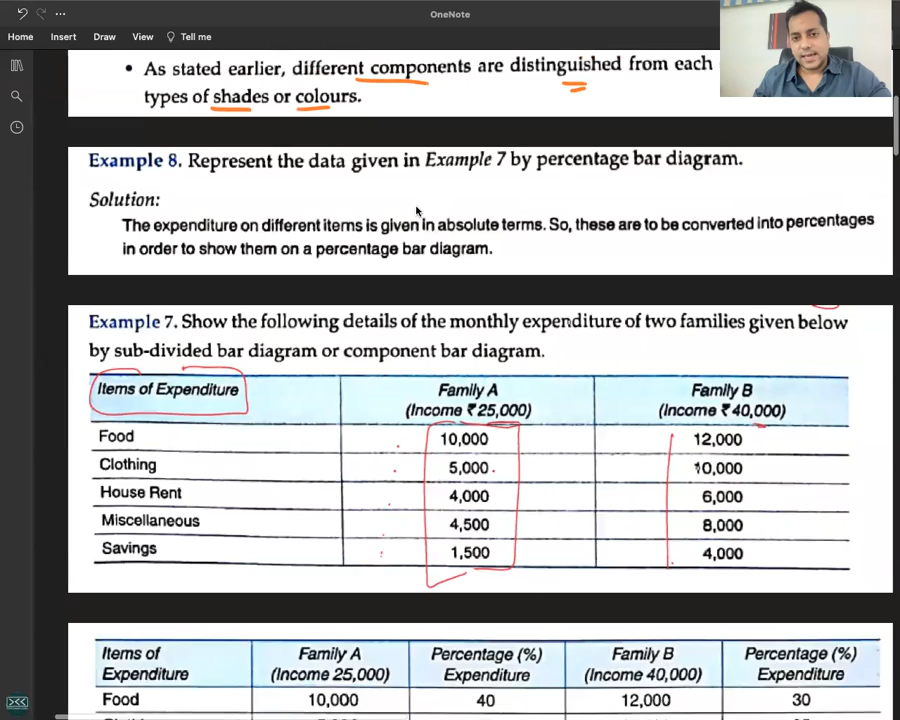 OneNote
Home Insert Draw View Tell me
• As stated earlier, different components are distinguished from each
types of shades or colours.
Example 8. Represent the data given in Example 7 by percentage bar diagram.
Solution:
The expenditure on different items is given in absolute terms. So, these are to be converted into percentages
in order to show them on a percentage bar diagram.
Example 7. Show the following details of the monthly expenditure of two families given below
by sub-divided bar diagram or component bar diagram.
Items of Expenditure Family A Family B
(Income ₹ 25,000) (Income ₹ 40,000)
Food 10,000 12,000
Clothing 5,000 10,000
House Rent 4,000 6,000
Miscellaneous 4,500 8,000
Savings 1,500 4,000
Items of Family A Percentage (%) Family B Percentage (%)
Expenditure (Income 25,000) Expenditure (Income 40,000) Expenditure
Food 10,000 40 12,000 30